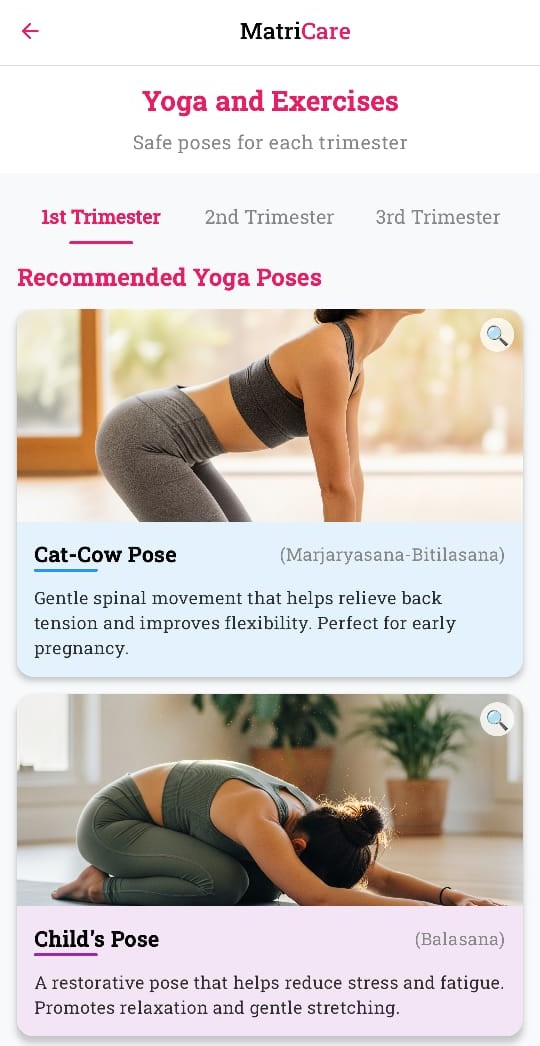 MatriCare
Yoga and Exercises
Safe poses for each trimester
1st Trimester 2nd Trimester 3rd Trimester
Recommended Yoga Poses
Cat-Cow Pose (Marjaryasana-Bitilasana)
Gentle spinal movement that helps relieve back
tension and improves flexibility. Perfect for early
pregnancy.
Child's Pose (Balasana)
A restorative pose that helps reduce stress and fatigue.
Promotes relaxation and gentle stretching.